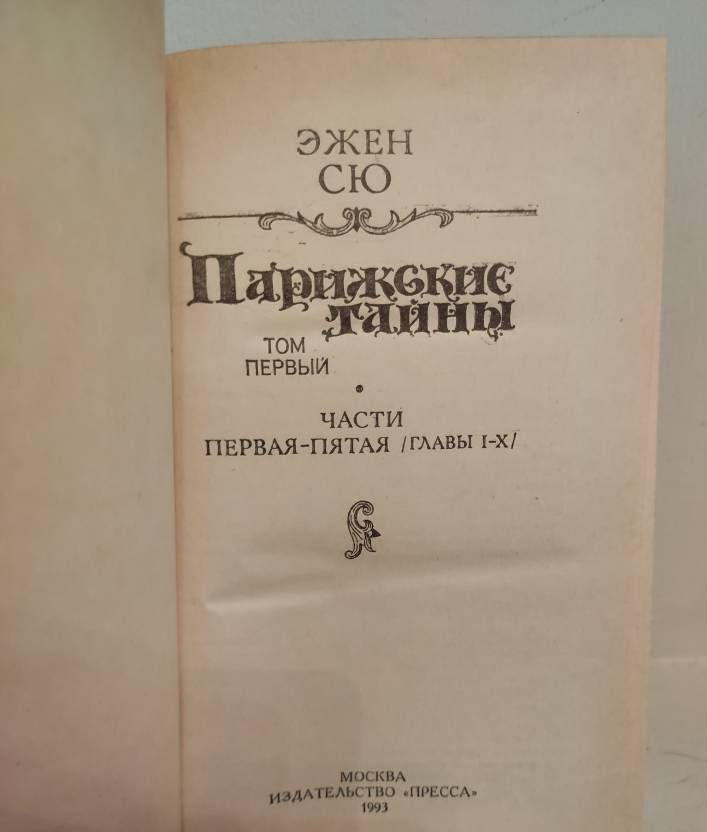 ЭЖЕН
СЮ
Парижские
тайны
ТОМ
ПЕРВЫЙ
ЧАСТИ
ПЕРВАЯ-ПЯТАЯ /ГЛАВЫ I-X/
МОСКВА
ИЗДАТЕЛЬСТВО «ПРЕССА»
1993